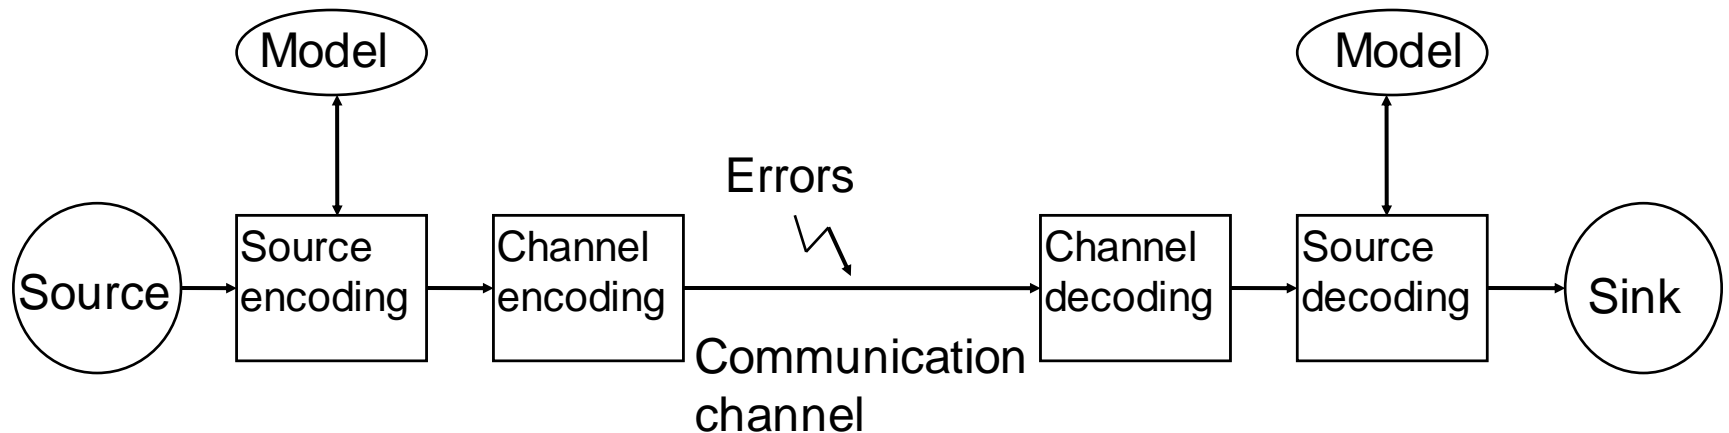 Model
Model
Errors
Source
Source
encoding
Channel
encoding
Channel
decoding
Source
decoding
Sink
Communication
channel